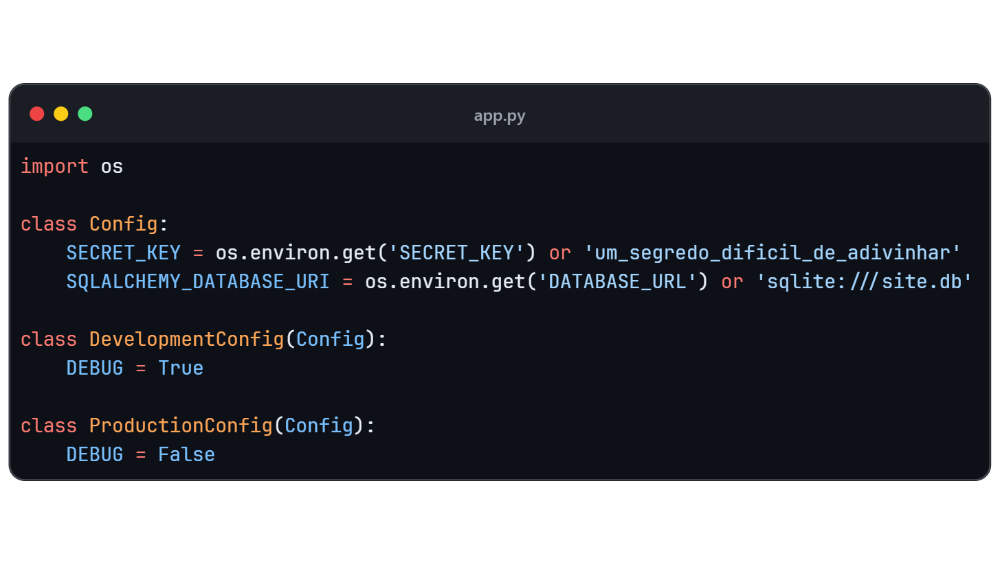 app.py
import os
class Config:
SECRET_KEY = os.environ.get('SECRET_KEY') or 'um_segredo_dificil_de_adivinhar'
SQLALCHEMY_DATABASE_URI = os.environ.get('DATABASE_URL') or 'sqlite:///site.db'
class DevelopmentConfig(Config):
DEBUG = True
class ProductionConfig(Config):
DEBUG = False